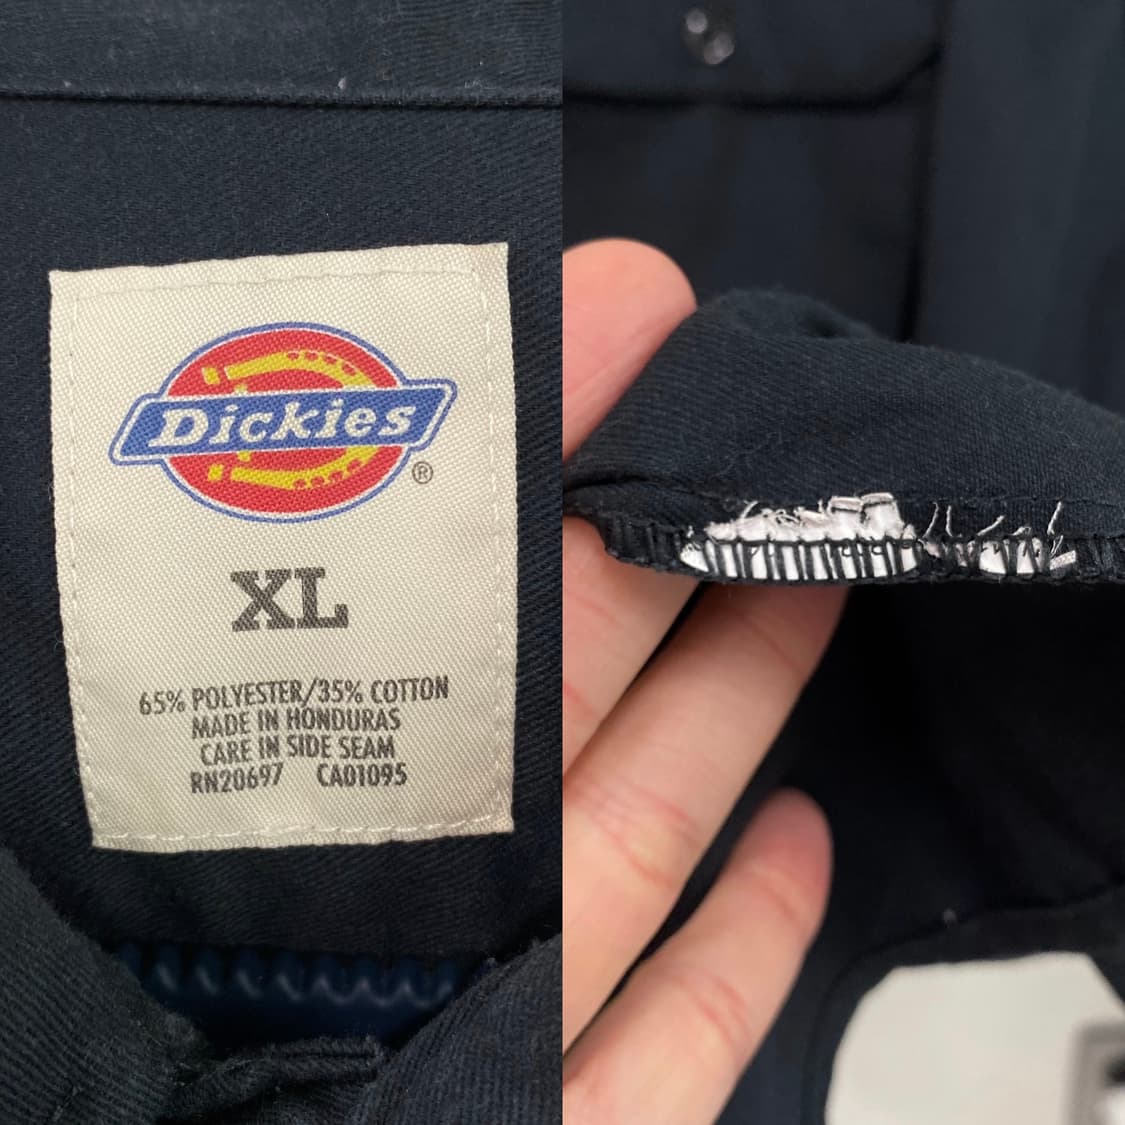 Dickies
®
XL
65% POLYESTER/35% COTTON
MADE IN HONDURAS
CARE IN SIDE SEAM
RN20697 CA01095